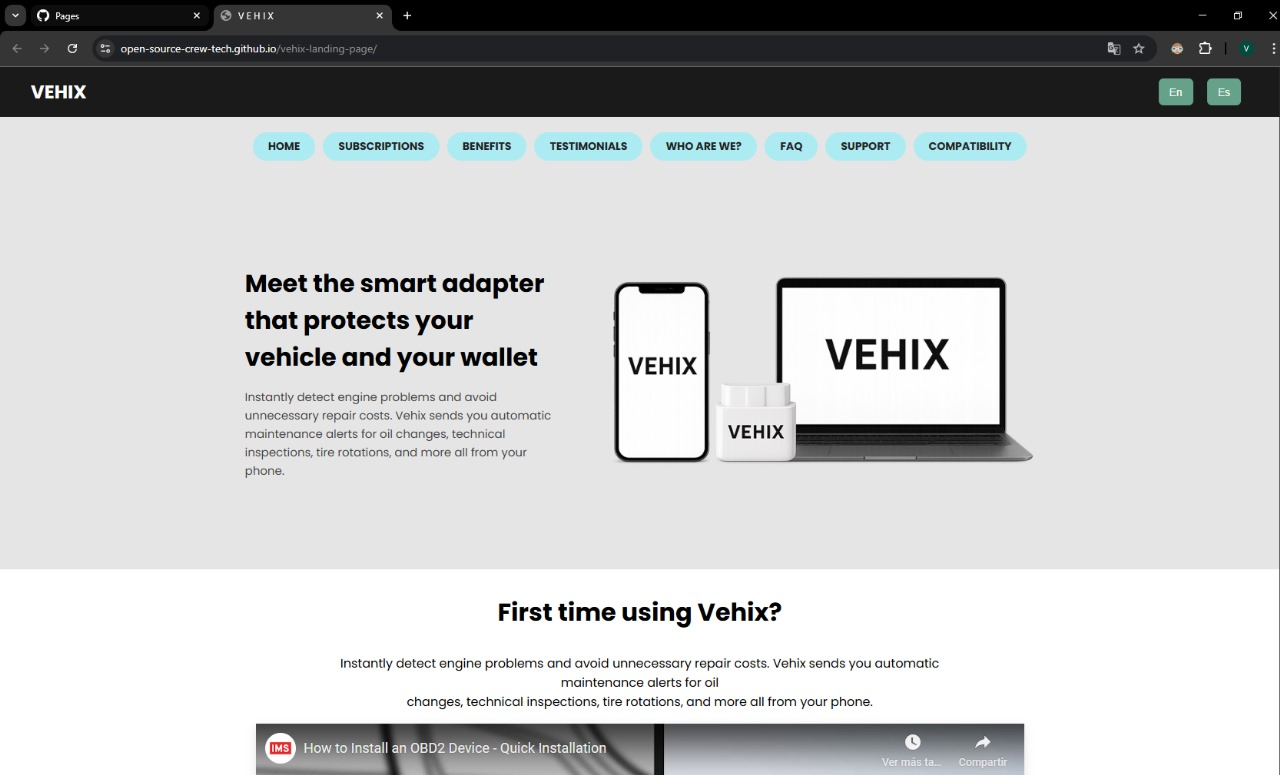 Pages
V E H I X
open-source-crew-tech.github.io/vehix-landing-page/
V
VEHIX
En
Es
HOME
SUBSCRIPTIONS
BENEFITS
TESTIMONIALS
WHO ARE WE?
FAQ
SUPPORT
COMPATIBILITY
Meet the smart adapter
that protects your
vehicle and your wallet
Instantly detect engine problems and avoid
unnecessary repair costs. Vehix sends you automatic
maintenance alerts for oil changes, technical
inspections, tire rotations, and more all from your
phone.
VEHIX
VEHIX
VEHIX
First time using Vehix?
Instantly detect engine problems and avoid unnecessary repair costs. Vehix sends you automatic
maintenance alerts for oil
changes, technical inspections, tire rotations, and more all from your phone.
IMS
How to Install an OBD2 Device - Quick Installation
Ver más ta...
Compartir